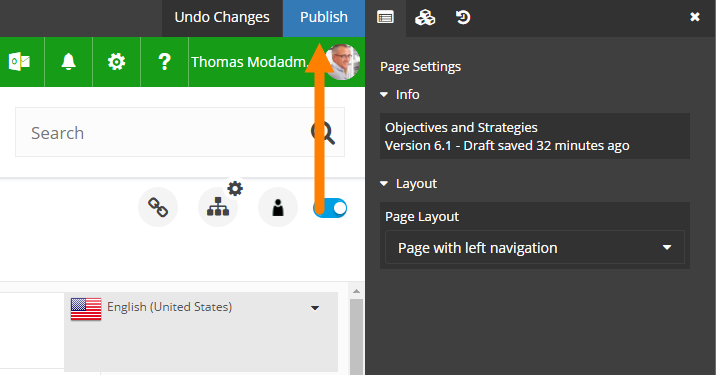 Undo Changes
Publish
Thomas Modadm...
Search
English (United States)
Page Settings
Info
Objectives and Strategies
Version 6.1 - Draft saved 32 minutes ago
Layout
Page Layout
Page with left navigation